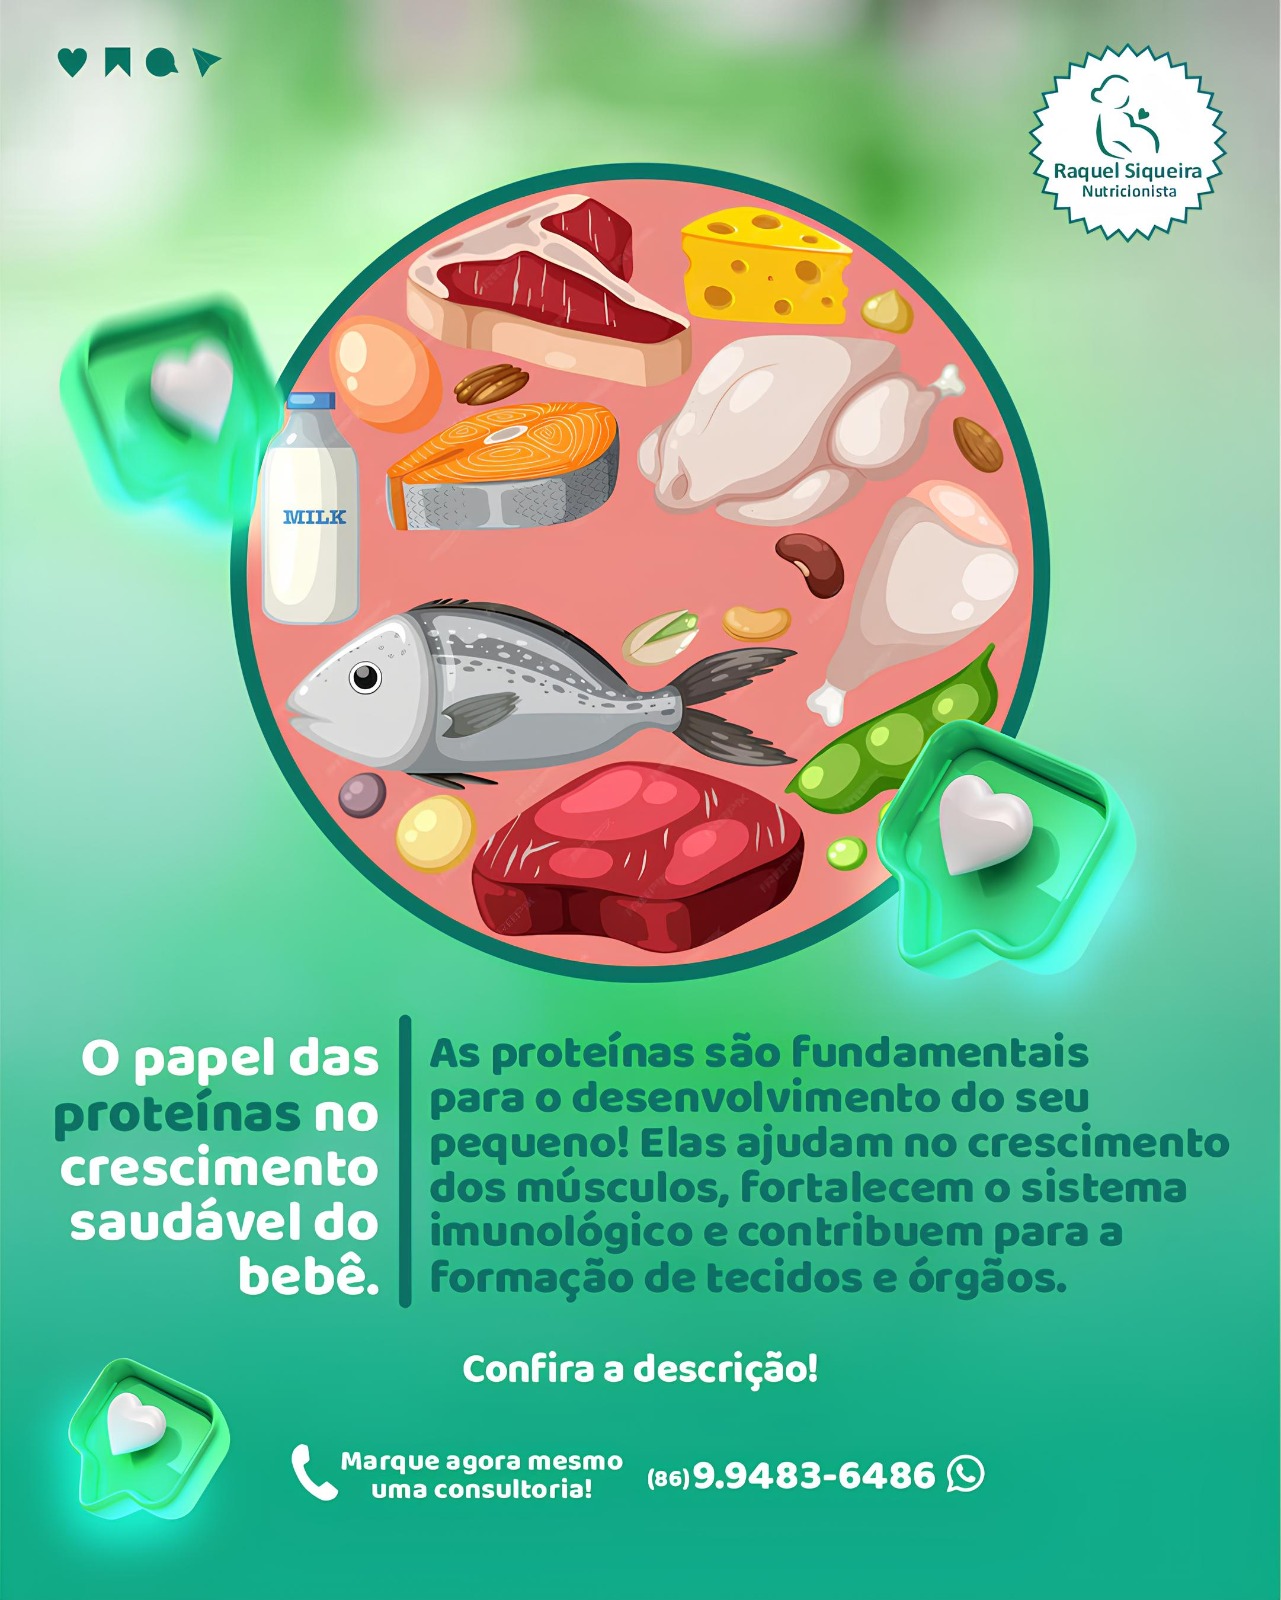 Raquel Siqueira
Nutricionista
MILK
O papel das
proteínas no
crescimento
saudável do
bebê.
As proteínas são fundamentais
para o desenvolvimento do seu
pequeno! Elas ajudam no crescimento
dos músculos, fortalecem o sistema
imunológico e contribuem para a
formação de tecidos e órgãos.
Confira a descrição!
Marque agora mesmo
uma consultoria!
(86) 9.9483-6486